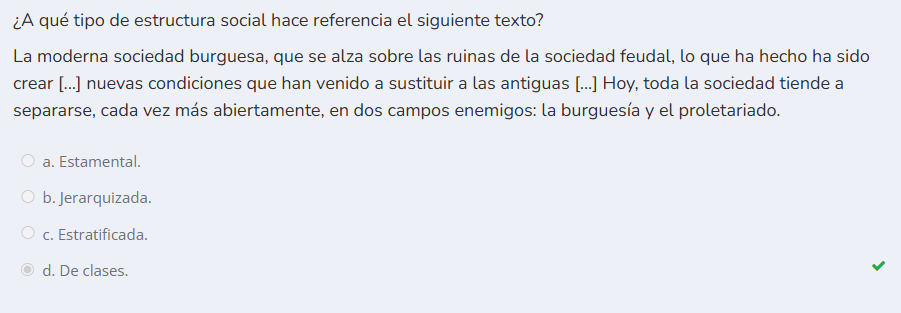 ¿A qué tipo de estructura social hace referencia el siguiente texto?
La moderna sociedad burguesa, que se alza sobre las ruinas de la sociedad feudal, lo que ha hecho ha sido
crear [...] nuevas condiciones que han venido a sustituir a las antiguas [...] Hoy, toda la sociedad tiende a
separarse, cada vez más abiertamente, en dos campos enemigos: la burguesía y el proletariado.
a. Estamental.
b. Jerarquizada.
c. Estratificada.
d. De clases.